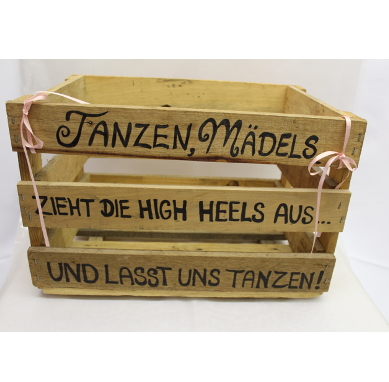 TANZEN, MÄDELS
ZIEHT DIE HIGH HEELS AUS...
UND LASST UNS TANZEN!